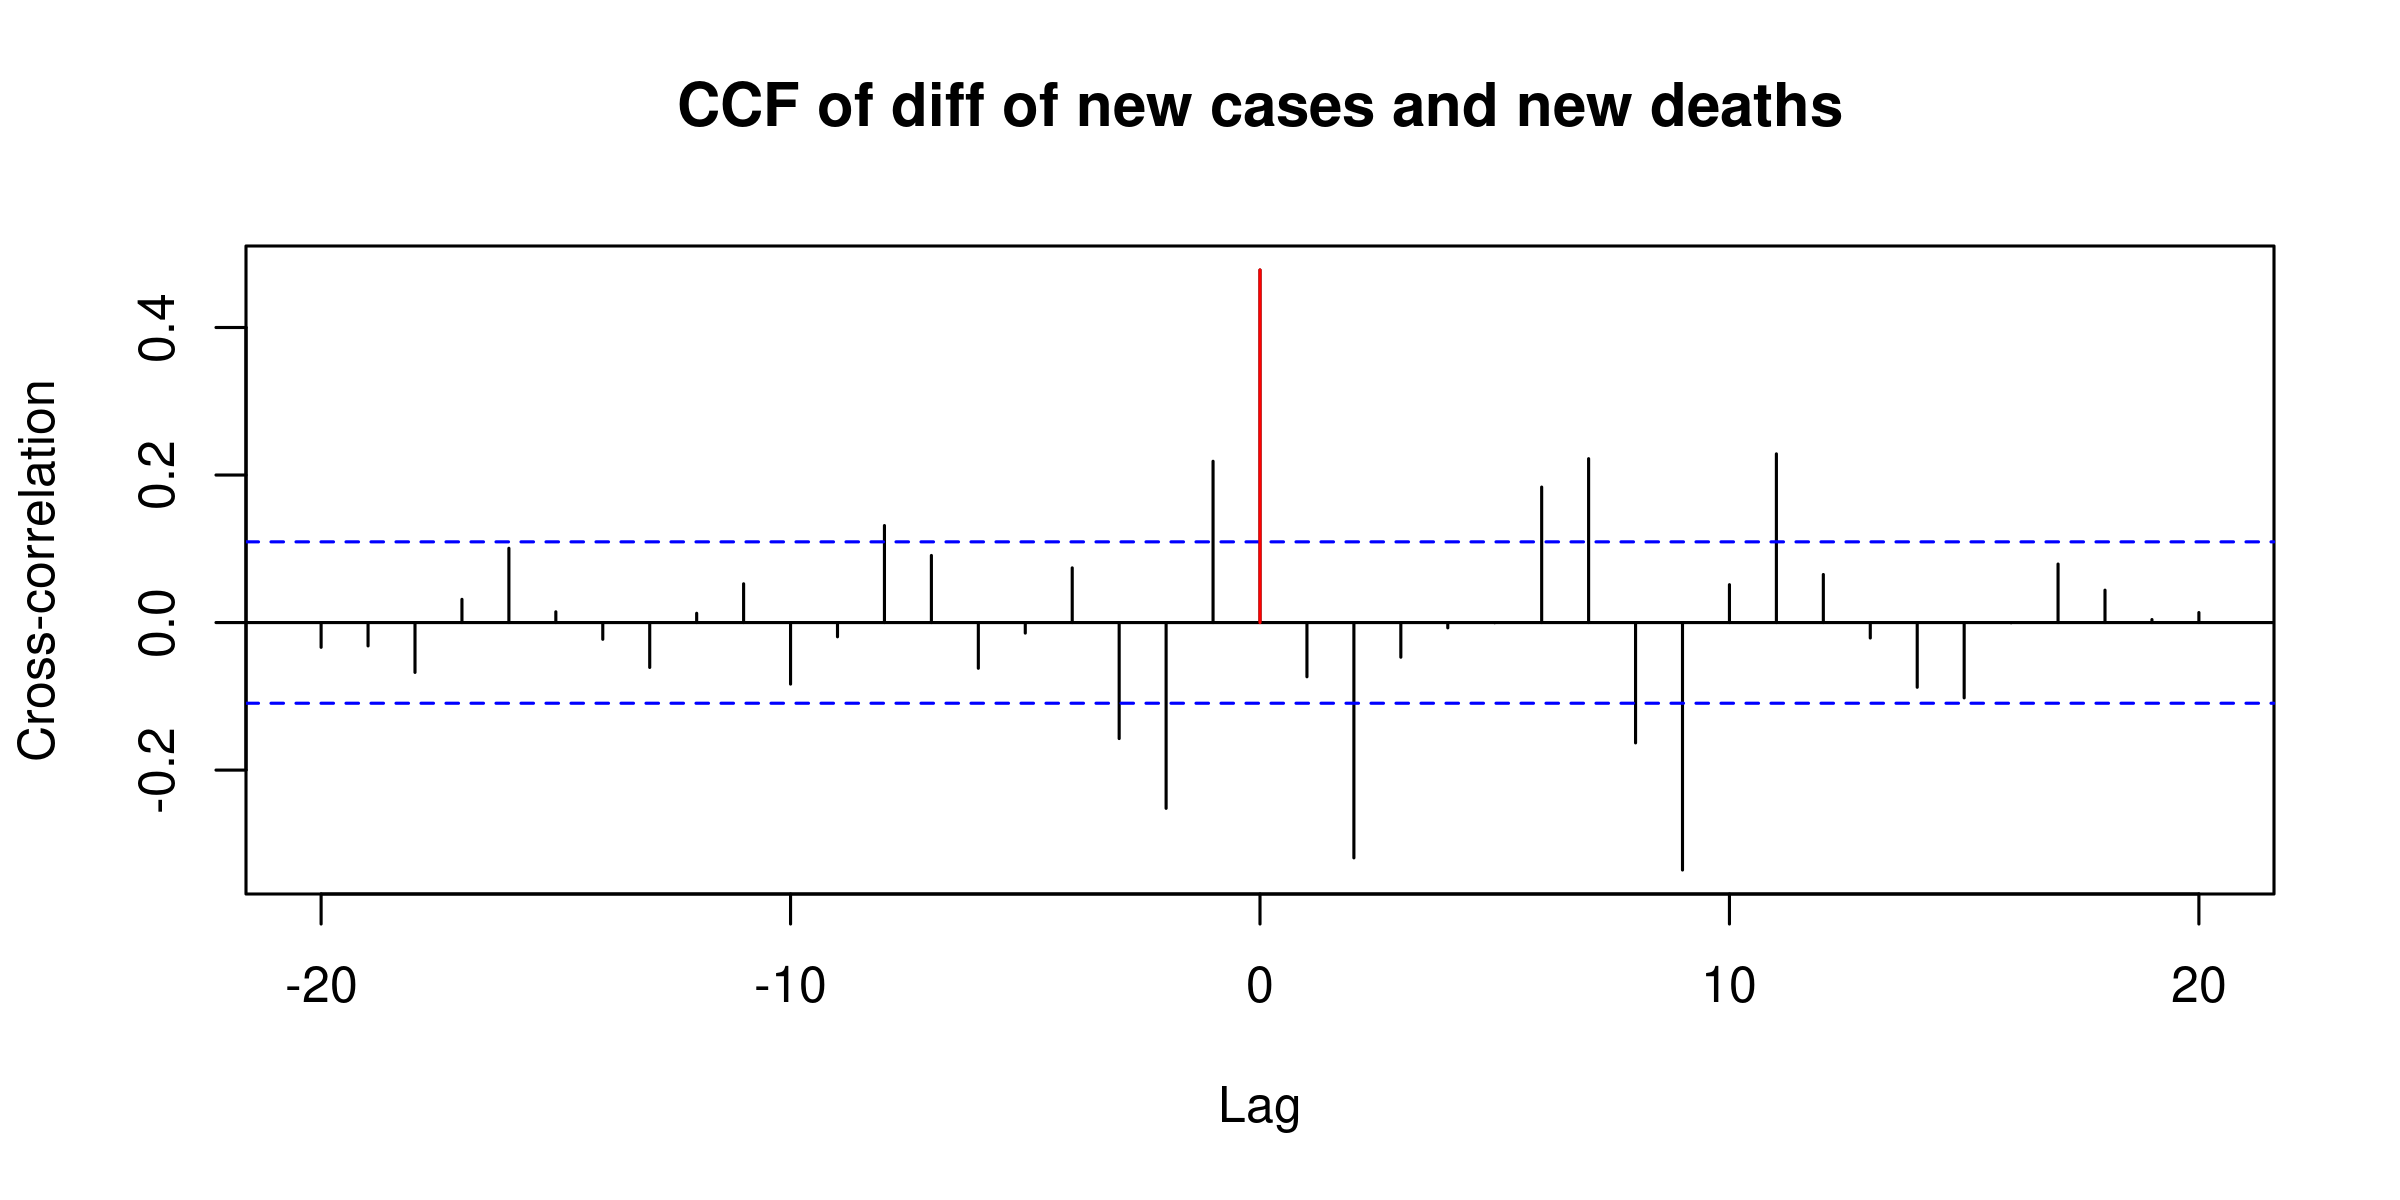 CCF of diff of new cases and new deaths
Cross-correlation
0.4
0.2
0.0
-0.2
-20 -10 0 10 20
Lag